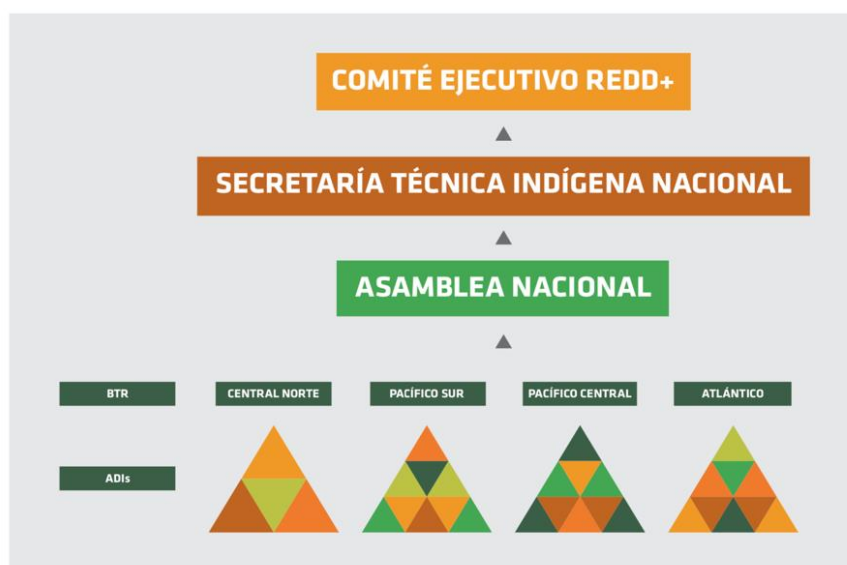 COMITÉ EJECUTIVO REDD+
SECRETARÍA TÉCNICA INDÍGENA NACIONAL
ASAMBLEA NACIONAL
BTR
CENTRAL NORTE
PACÍFICO SUR
PACÍFICO CENTRAL
ATLÁNTICO
ADIs